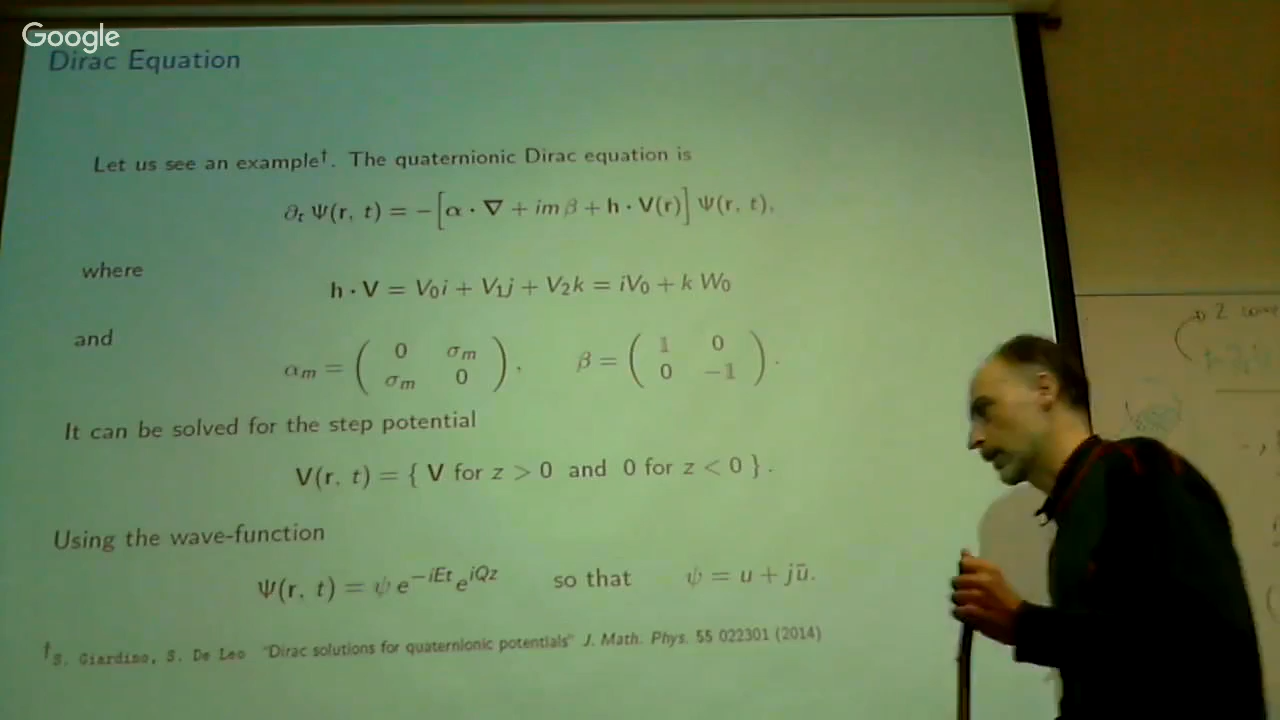 Google
Dirac Equation
Let us see an example†. The quaternionic Dirac equation is
∂ₜ Ψ(r, t) = −[α · ∇ + imβ + h · V(r)] Ψ(r, t),
where
h · V = V₀i + V₁j + V₂k = iV₀ + k W₀
and
αₘ = ( 0 σₘ ; σₘ 0 ), β = ( 1 0 ; 0 −1 ).
It can be solved for the step potential
V(r, t) = { V for z > 0 and 0 for z < 0 }.
Using the wave-function
Ψ(r, t) = ψ e^{−iEt} e^{iQz} so that ψ = u + jū.
† S. Giardino, S. De Leo "Dirac solutions for quaternionic potentials" J. Math. Phys. 55 022301 (2014)
2